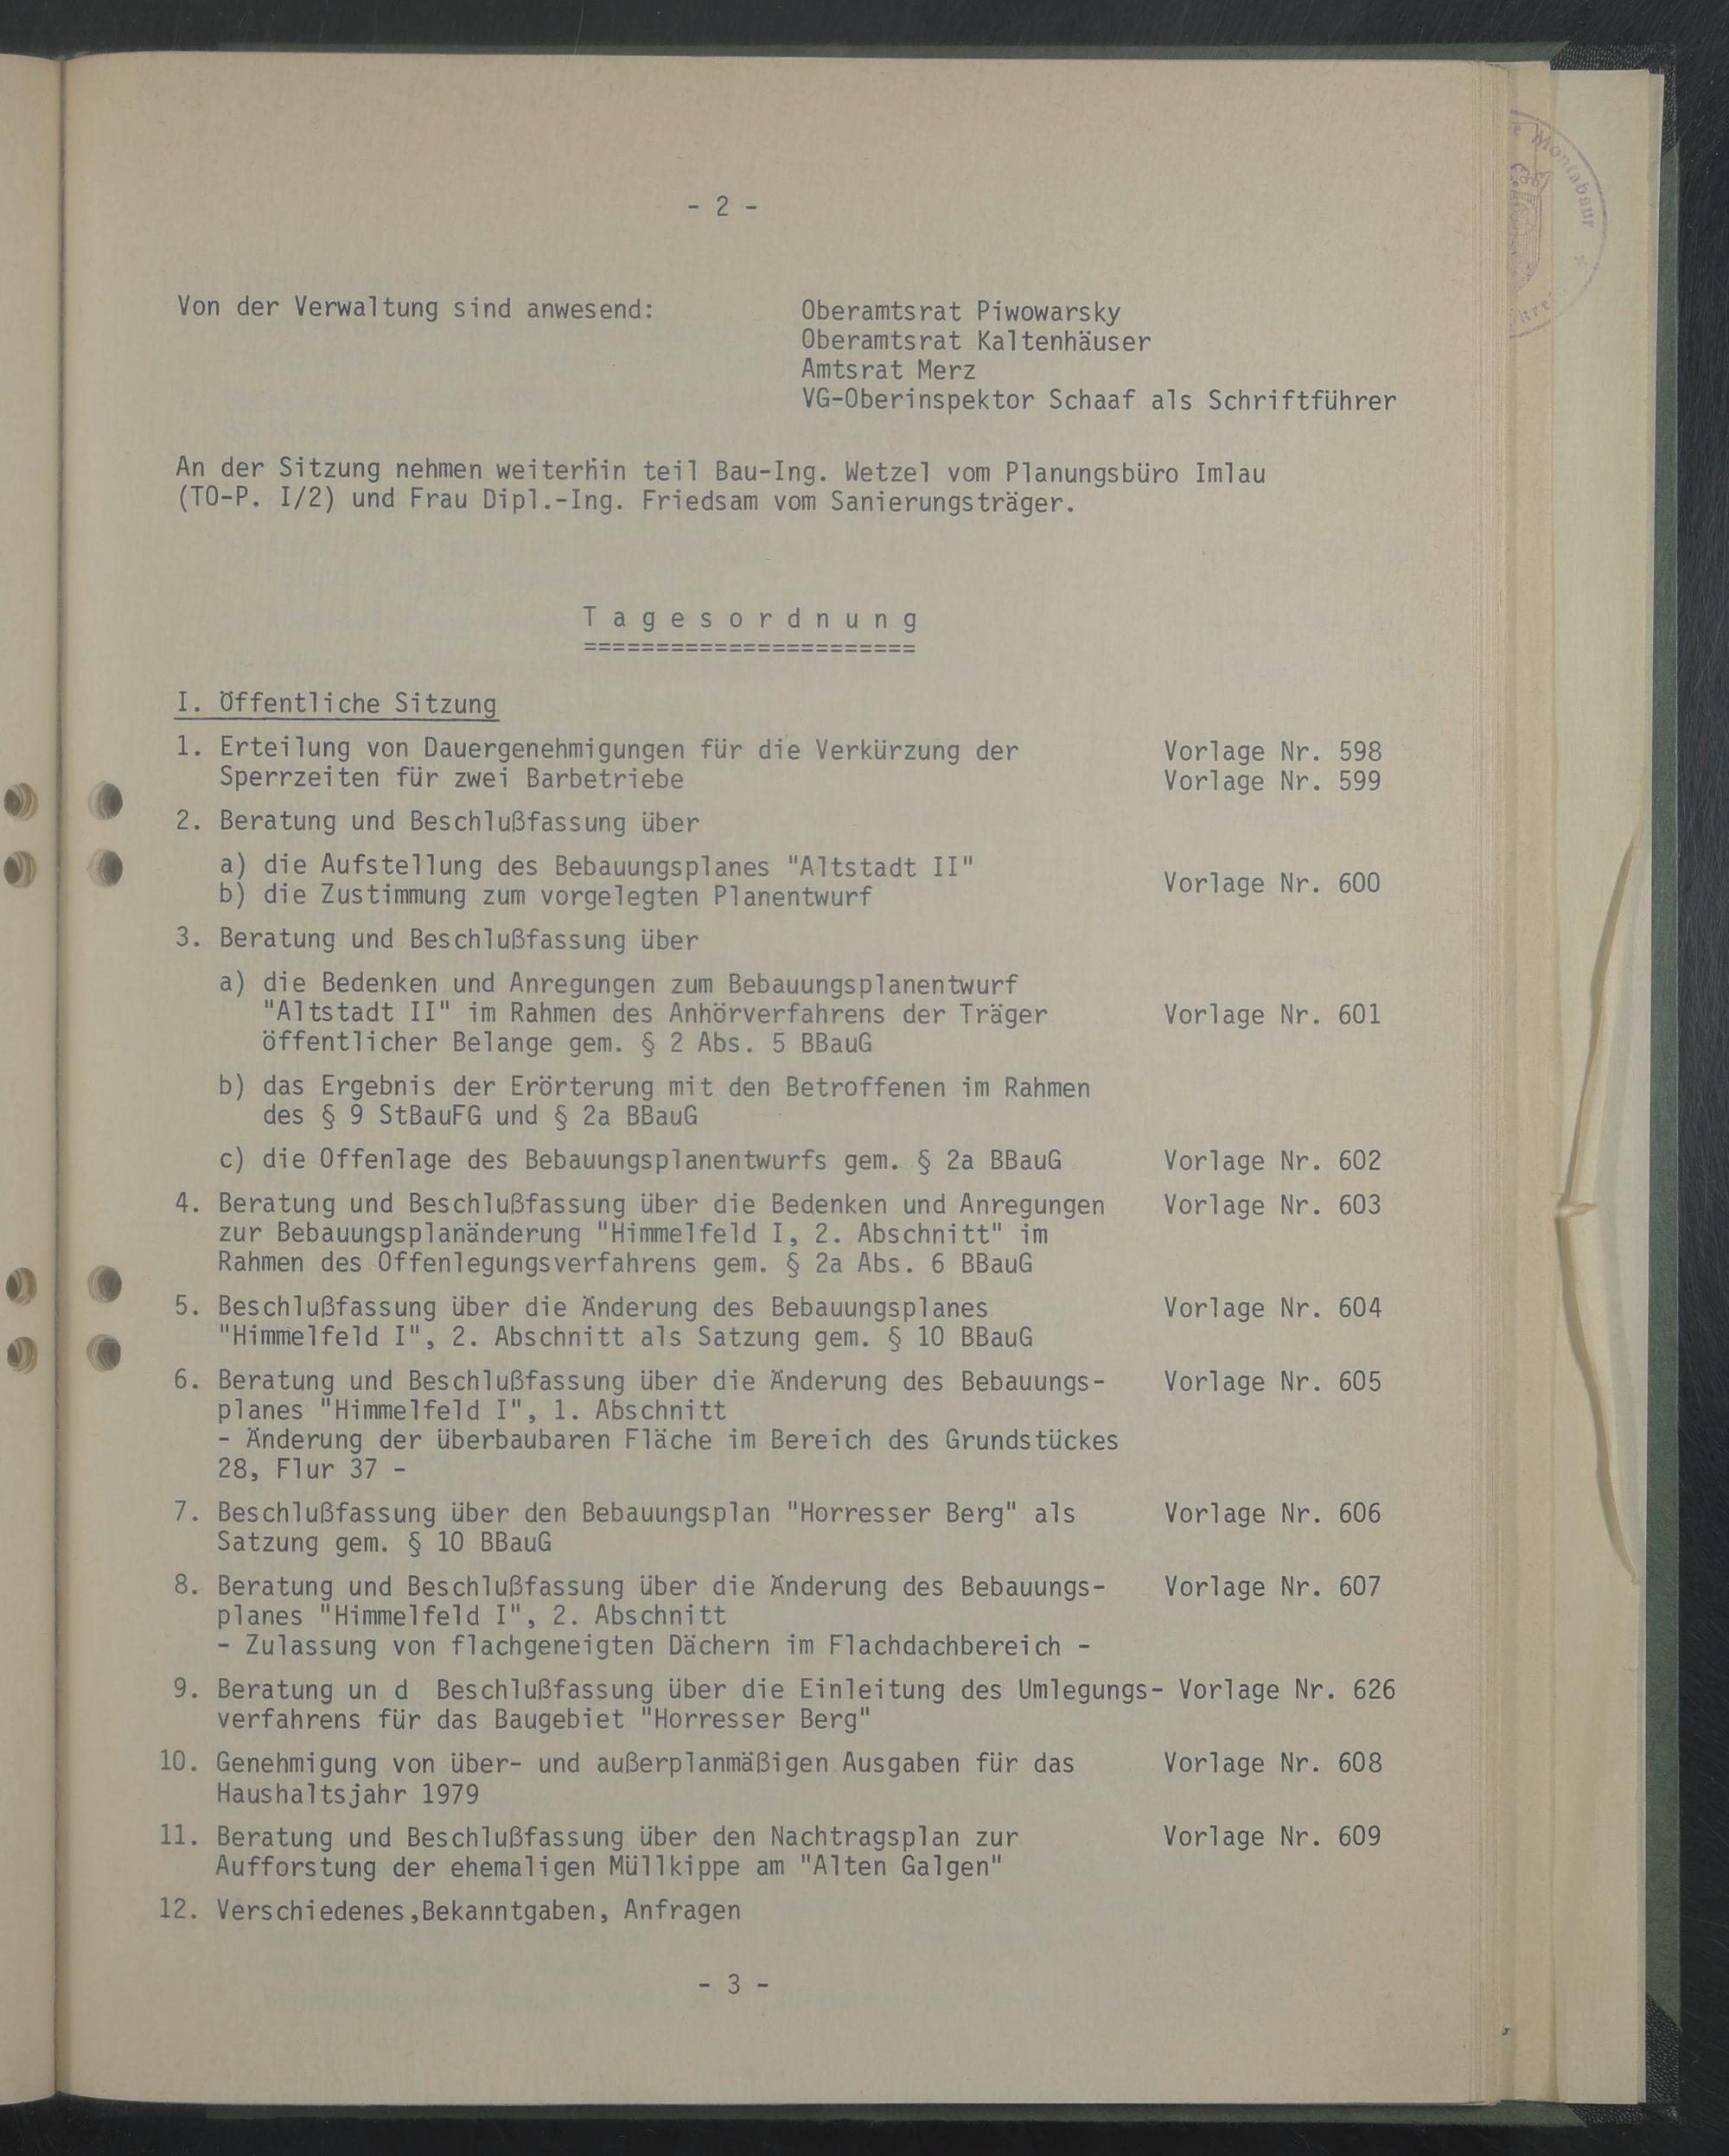 - 2 -
Von der Verwaltung sind anwesend: Oberamtsrat Piwowarsky
Oberamtsrat Kaltenhäuser
Amtsrat Merz
VG-Oberinspektor Schaaf als Schriftführer
An der Sitzung nehmen weiterhin teil Bau-Ing. Wetzel vom Planungsbüro Imlau
(TO-P. I/2) und Frau Dipl.-Ing. Friedsam vom Sanierungsträger.
T a g e s o r d n u n g
=======================
I. Öffentliche Sitzung
1. Erteilung von Dauergenehmigungen für die Verkürzung der Vorlage Nr. 598
Sperrzeiten für zwei Barbetriebe Vorlage Nr. 599
2. Beratung und Beschlußfassung über
a) die Aufstellung des Bebauungsplanes "Altstadt II"
Vorlage Nr. 600
b) die Zustimmung zum vorgelegten Planentwurf
3. Beratung und Beschlußfassung über
a) die Bedenken und Anregungen zum Bebauungsplanentwurf
"Altstadt II" im Rahmen des Anhörverfahrens der Träger Vorlage Nr. 601
öffentlicher Belange gem. § 2 Abs. 5 BBauG
b) das Ergebnis der Erörterung mit den Betroffenen im Rahmen
des § 9 StBauFG und § 2a BBauG
c) die Offenlage des Bebauungsplanentwurfs gem. § 2a BBauG Vorlage Nr. 602
4. Beratung und Beschlußfassung über die Bedenken und Anregungen Vorlage Nr. 603
zur Bebauungsplanänderung "Himmelfeld I, 2. Abschnitt" im
Rahmen des Offenlegungsverfahrens gem. § 2a Abs. 6 BBauG
5. Beschlußfassung über die Änderung des Bebauungsplanes Vorlage Nr. 604
"Himmelfeld I", 2. Abschnitt als Satzung gem. § 10 BBauG
6. Beratung und Beschlußfassung über die Änderung des Bebauungs- Vorlage Nr. 605
planes "Himmelfeld I", 1. Abschnitt
- Änderung der überbaubaren Fläche im Bereich des Grundstückes
28, Flur 37 -
7. Beschlußfassung über den Bebauungsplan "Horresser Berg" als Vorlage Nr. 606
Satzung gem. § 10 BBauG
8. Beratung und Beschlußfassung über die Änderung des Bebauungs- Vorlage Nr. 607
planes "Himmelfeld I", 2. Abschnitt
- Zulassung von flachgeneigten Dächern im Flachdachbereich -
9. Beratung un d Beschlußfassung über die Einleitung des Umlegungs- Vorlage Nr. 626
verfahrens für das Baugebiet "Horresser Berg"
10. Genehmigung von über- und außerplanmäßigen Ausgaben für das Vorlage Nr. 608
Haushaltsjahr 1979
11. Beratung und Beschlußfassung über den Nachtragsplan zur Vorlage Nr. 609
Aufforstung der ehemaligen Müllkippe am "Alten Galgen"
12. Verschiedenes,Bekanntgaben, Anfragen
- 3 -
Montabaur